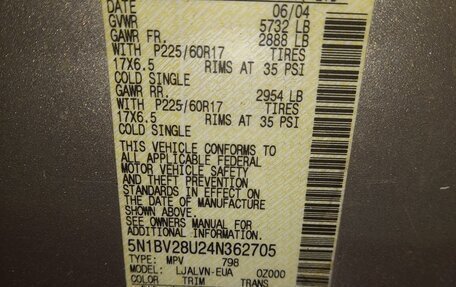 DATE 06/04
GVWR 5732 LB
GAWR FR. 2888 LB
WITH P225/60R17 TIRES
17X6.5 RIMS AT 35 PSI
COLD SINGLE
GAWR RR. 2954 LB
WITH P225/60R17 TIRES
17X6.5 RIMS AT 35 PSI
COLD SINGLE
THIS VEHICLE CONFORMS TO
ALL APPLICABLE FEDERAL
MOTOR VEHICLE SAFETY
AND THEFT PREVENTION
STANDARDS IN EFFECT ON
THE DATE OF MANUFACTURE
SHOWN ABOVE.
SEE OWNERS MANUAL FOR
ADDITIONAL INFORMATION
5N1BV28U24N362705
TYPE: MPV 798
MODEL: LJALVN-EUA OZ000
COLOR TRIM TRANS